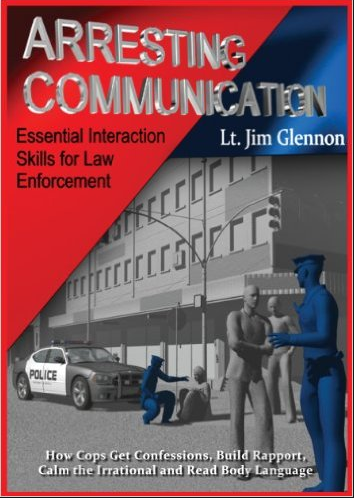 ARRESTING
COMMUNICATION
Essential Interaction
Skills for Law
Enforcement
Lt. Jim Glennon
POLICE
How Cops Get Confessions, Build Rapport,
Calm the Irrational and Read Body Language